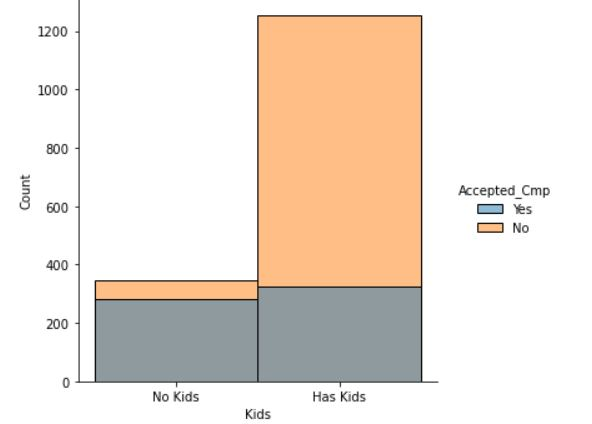 1200
1000
800
600
400
200
0
Count
No Kids
Has Kids
Kids
Accepted_Cmp
Yes
No